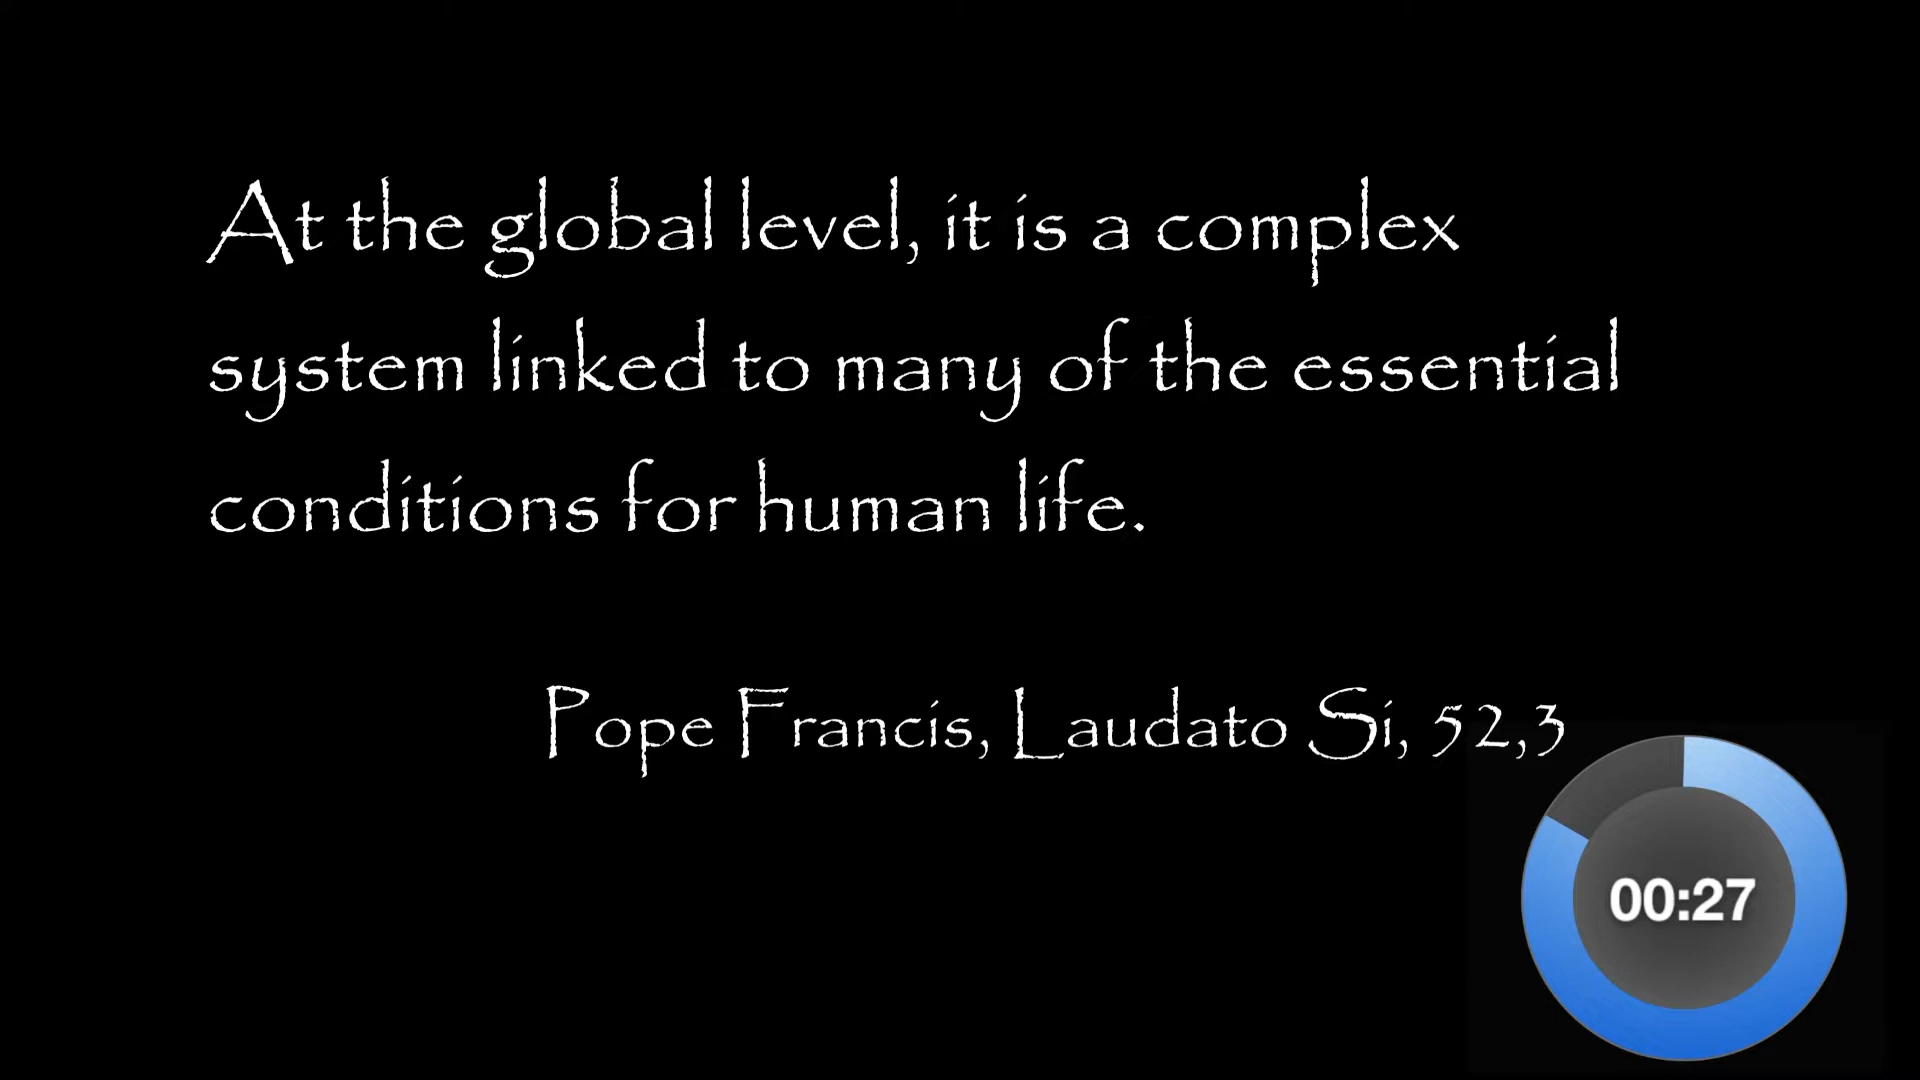 At the global level, it is a complex
system linked to many of the essential
conditions for human life.
Pope Francis, Laudato Si, 52,3
00:27